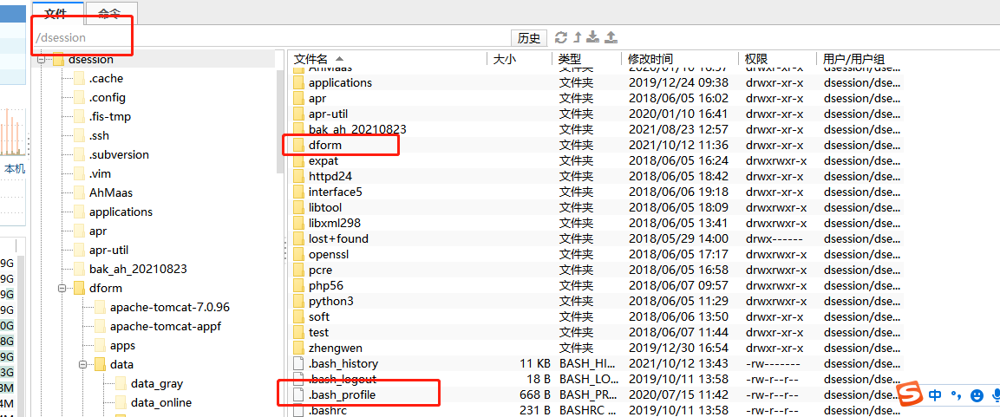 文件 命令
/dsession 历史
dsession
.cache
.config
.fis-tmp
.ssh
.subversion
.vim
AhMaas
applications
apr
apr-util
bak_ah_20210823
dform
apache-tomcat-7.0.96
apache-tomcat-appf
apps
data
data_gray
data_online
本机
9G
9G
9G
9G
0G
8G
9G
3G
8M
4M
4M
文件名 大小 类型 修改时间 权限 用户/用户组
AhMaas 文件夹 2020/01/10 16:57 drwxr-xr-x dsession/dse...
applications 文件夹 2019/12/24 09:38 drwxr-xr-x dsession/dse...
apr 文件夹 2018/06/05 16:02 drwxr-xr-x dsession/dse...
apr-util 文件夹 2020/01/10 16:41 drwxr-xr-x dsession/dse...
bak_ah_20210823 文件夹 2021/08/23 12:57 drwxr-xr-x dsession/dse...
dform 文件夹 2021/10/12 11:36 drwxr-xr-x dsession/dse...
expat 文件夹 2018/06/05 16:24 drwxrwxr-x dsession/dse...
httpd24 文件夹 2018/06/05 18:42 drwxrwxr-x dsession/dse...
interface5 文件夹 2018/06/06 19:18 drwxrwxr-x dsession/dse...
libtool 文件夹 2018/06/05 18:09 drwxrwxr-x dsession/dse...
libxml298 文件夹 2018/06/05 13:41 drwxrwxr-x dsession/dse...
lost+found 文件夹 2018/05/29 14:00 drwx------ dsession/dse...
openssl 文件夹 2018/06/05 17:17 drwxrwxr-x dsession/dse...
pcre 文件夹 2018/06/05 16:58 drwxrwxr-x dsession/dse...
php56 文件夹 2018/06/07 09:57 drwxrwxr-x dsession/dse...
python3 文件夹 2018/06/05 11:29 drwxrwxr-x dsession/dse...
soft 文件夹 2018/06/06 13:50 drwxr-xr-x dsession/dse...
test 文件夹 2018/06/07 11:44 drwxr-xr-x dsession/dse...
zhengwen 文件夹 2019/12/30 16:54 drwxr-xr-x dsession/dse...
.bash_history 11 KB BASH_HI... 2021/10/12 13:43 -rw------- dsession/dse...
.bash_logout 18 B BASH_LO... 2019/10/11 13:58 -rw-r--r-- dsession/dse...
.bash_profile 668 B BASH_PR... 2020/07/15 11:42 -rw-r--r-- dsession/dse...
.bashrc 231 B BASHRC ... 2019/10/11 13:58 -rw-r--r-- dsession/dse...
S 中